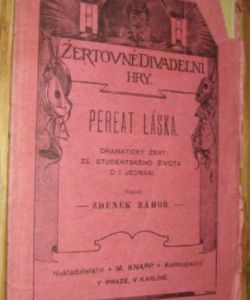 ŽERTOVNÉ DIVADELNÍ
HRY.
PEREAT LÁSKA.
DRAMATICKÝ ŽERT
ZE STUDENTSKÉHO ŽIVOTA
O 1 JEDNÁNÍ.
Napsal
ZDENĚK ZÁHOŘ.
Nakladatelství • M. KNAPP • Knihkupectví
V PRAZE, V KARLÍNĚ.